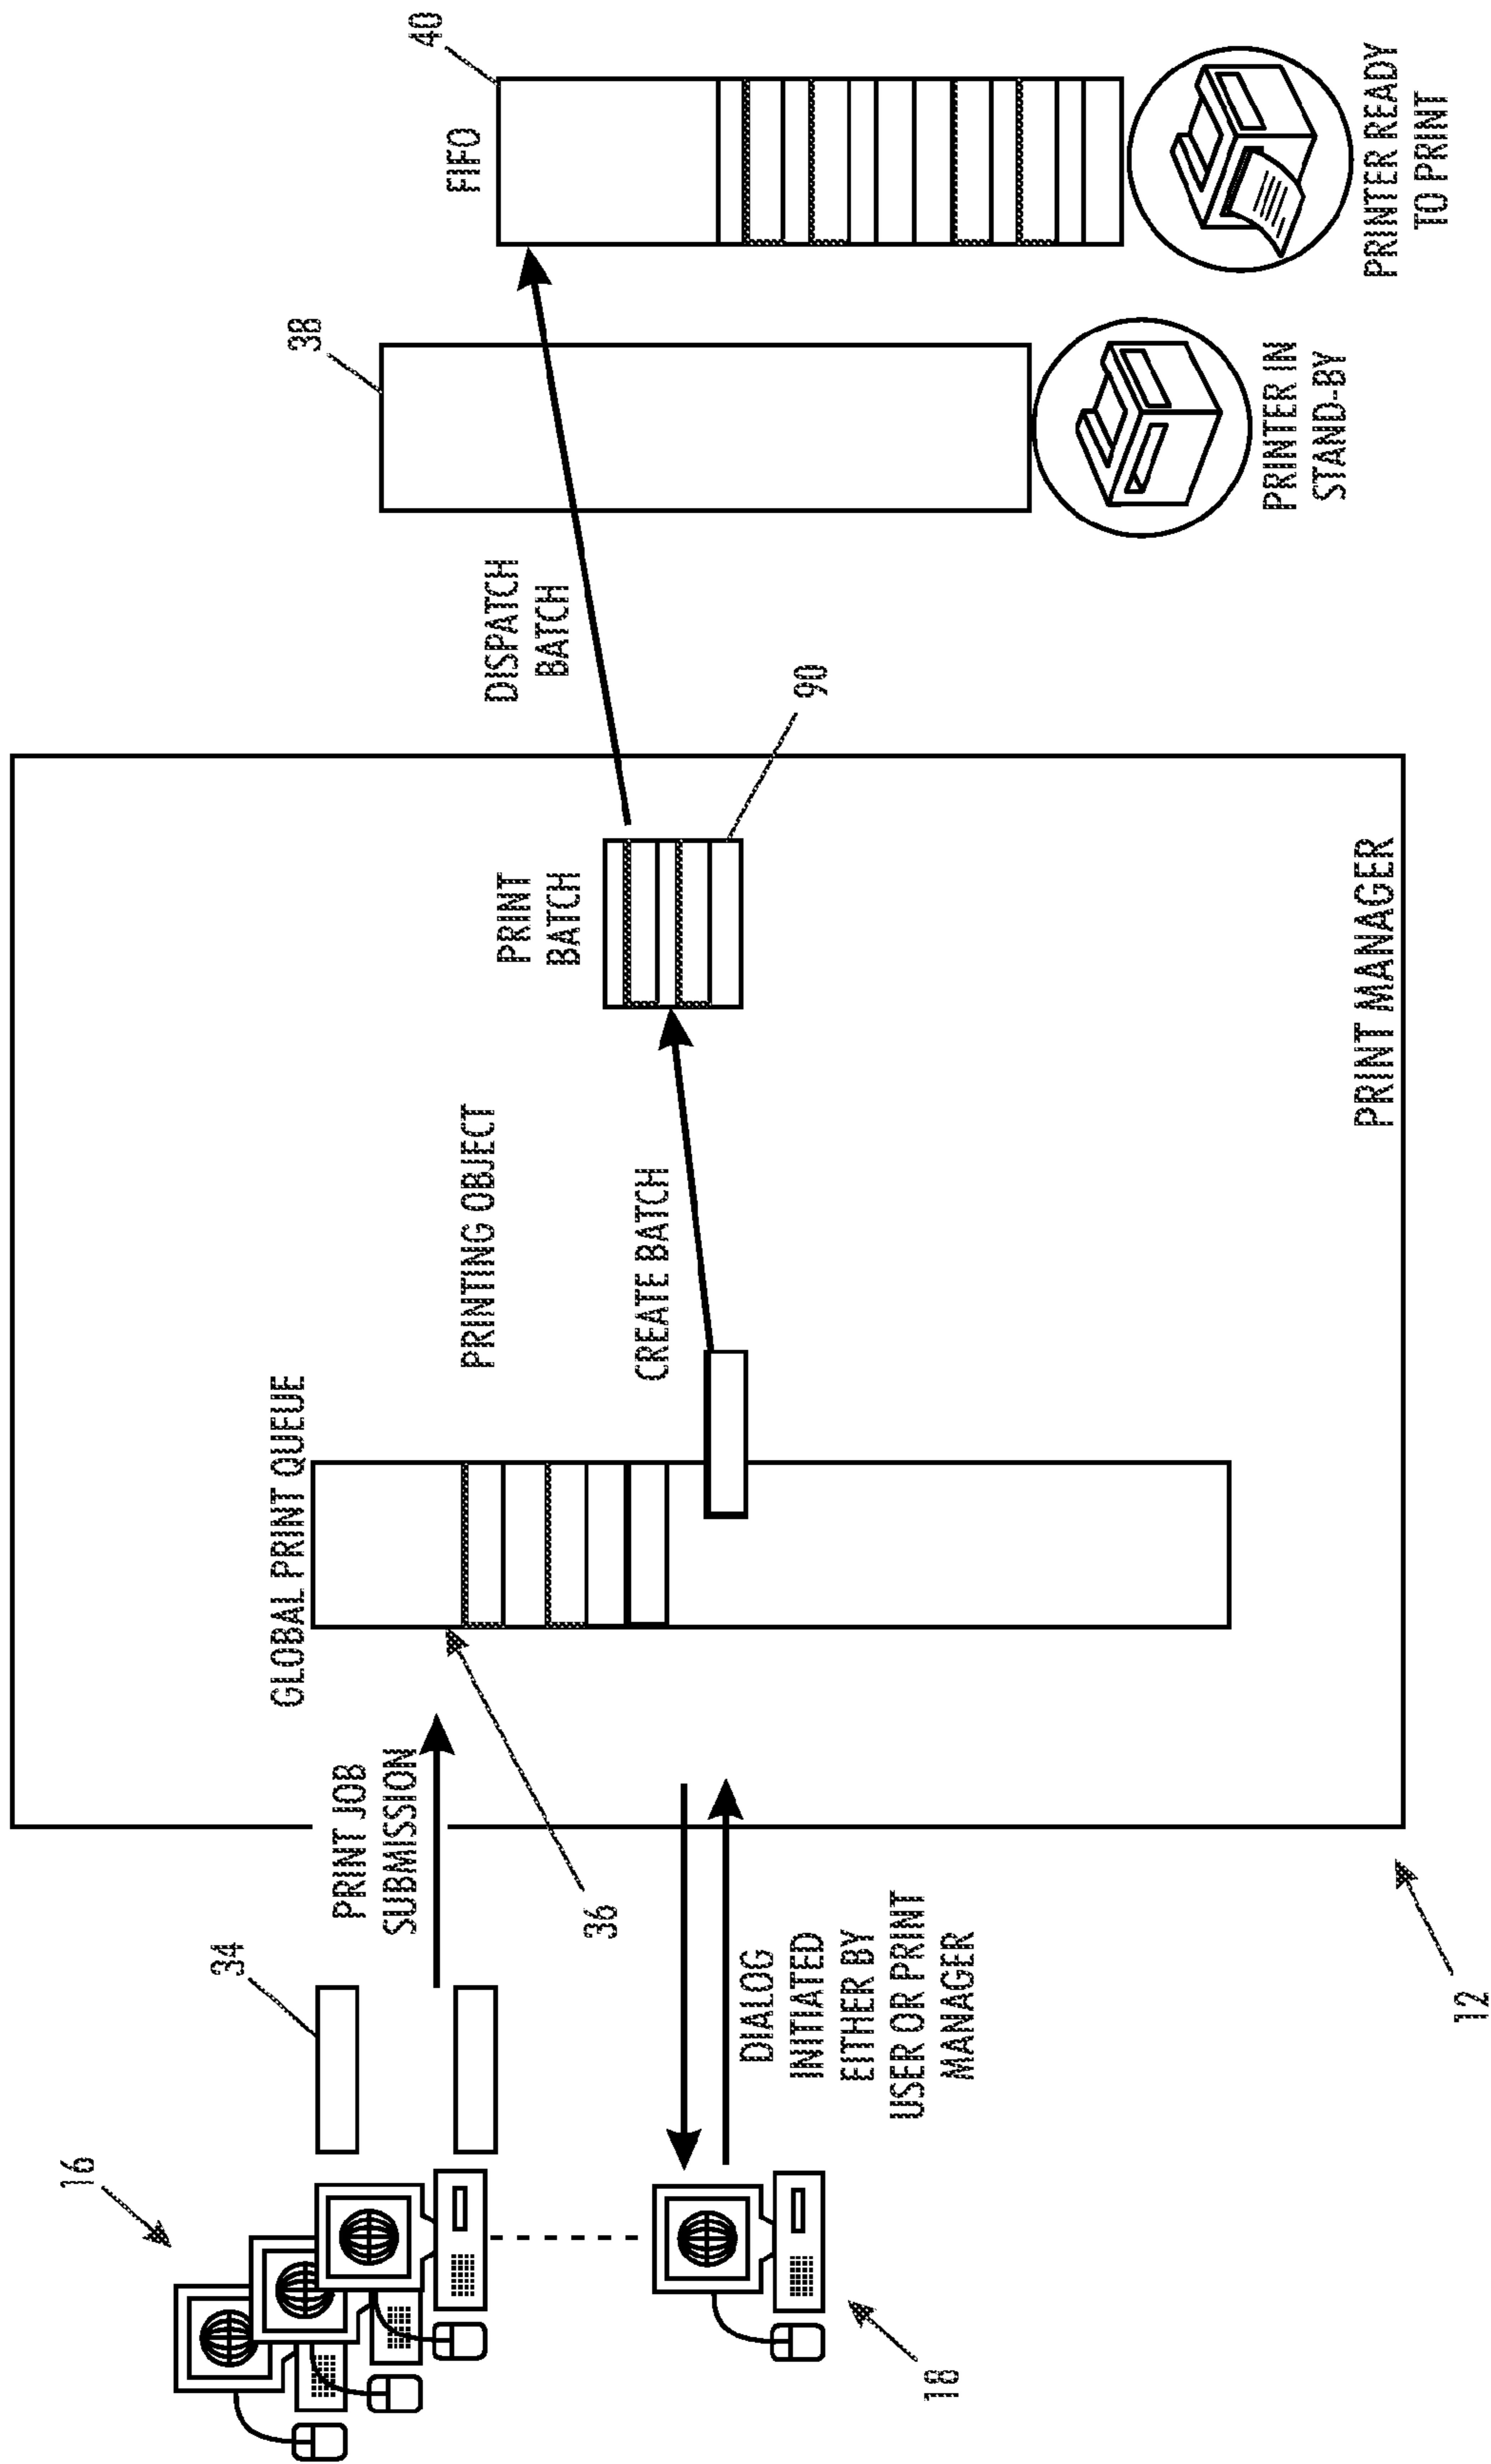 16
34
PRINT JOB
SUBMISSION
36
18
DIALOG
INITIATED
EITHER BY
USER OR PRINT
MANAGER
12
GLOBAL PRINT QUEUE
PRINTING OBJECT
CREATE BATCH
PRINT
BATCH
90
PRINT MANAGER
DISPATCH
BATCH
38
PRINTER IN
STAND-BY
FIFO
40
PRINTER READY
TO PRINT